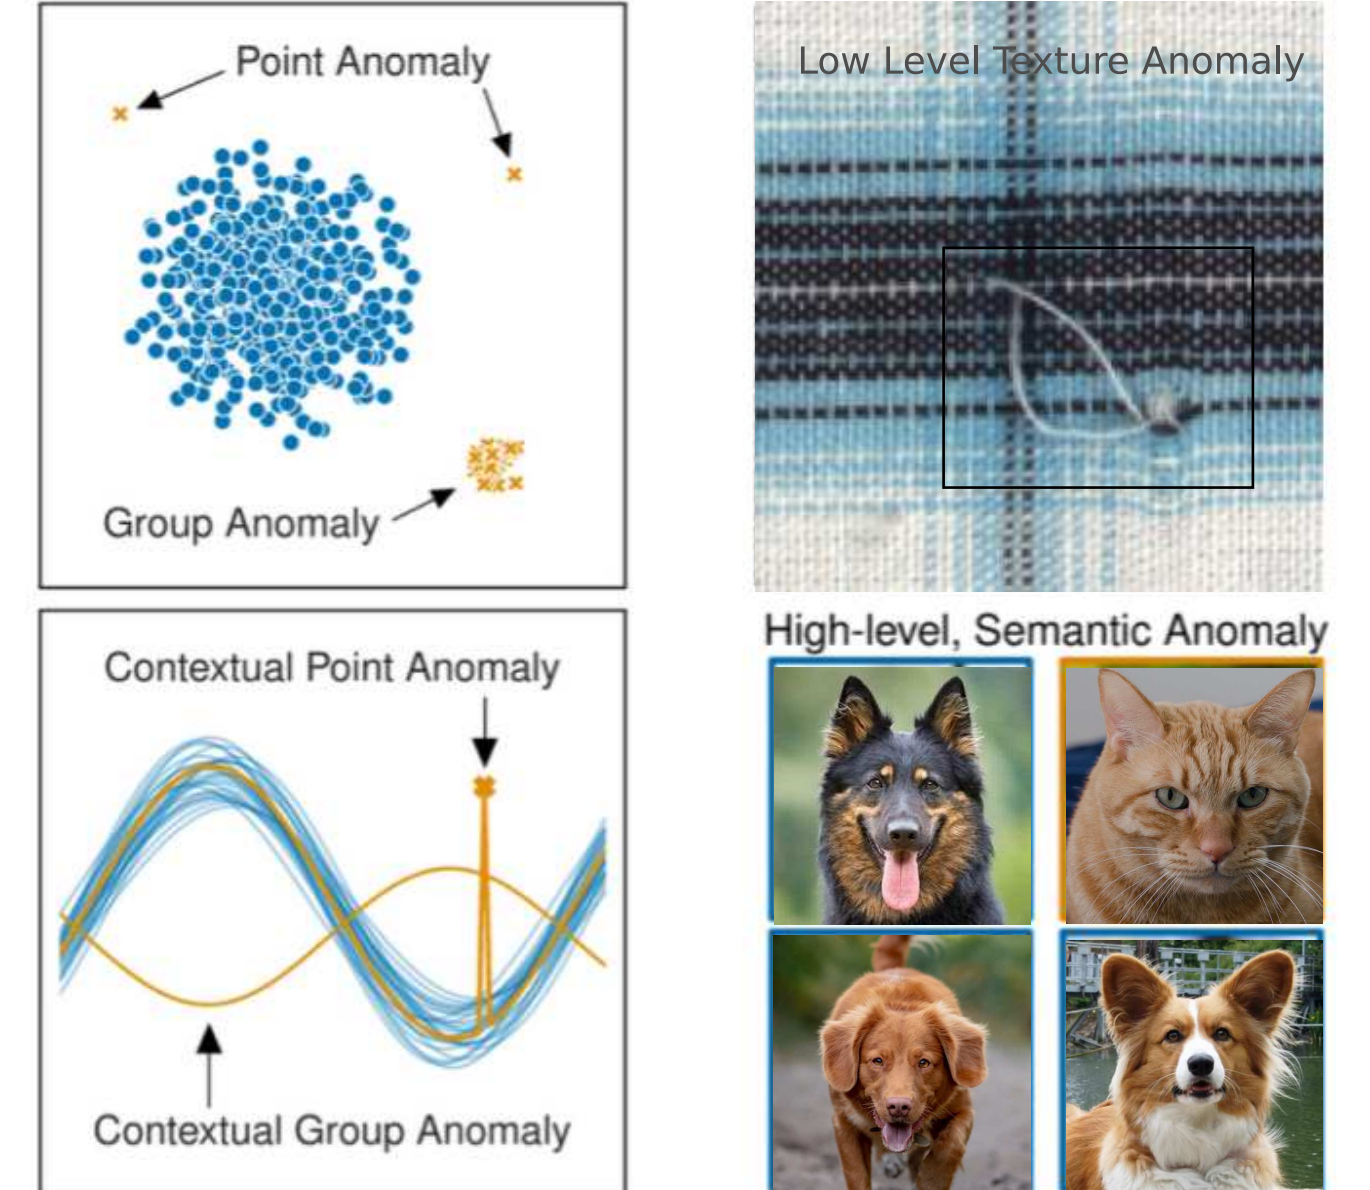 Point Anomaly
Group Anomaly
Low Level Texture Anomaly
Contextual Point Anomaly
Contextual Group Anomaly
High-level, Semantic Anomaly